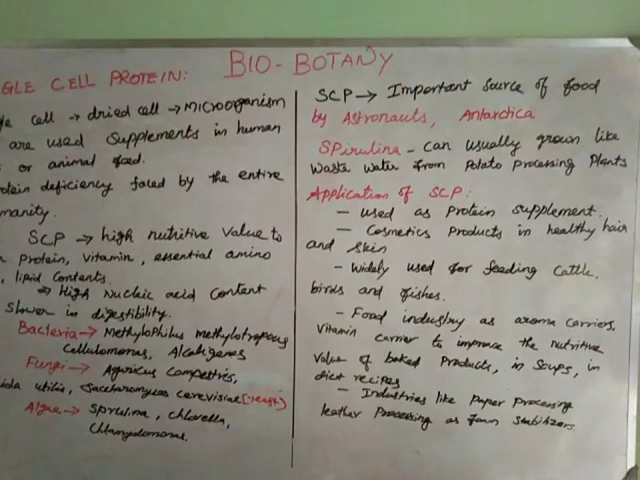 BIO-BOTANY
GLE CELL PROTEIN:
le cell → dried cell → microorganism
are used supplements in human
or animal food.
otein deficiency faced by the entire
manity.
SCP → high nutritive value to
protein, vitamin, essential amino
, lipid contents.
→ High Nucleic acid content
slower in digestibility.
Bacteria → Methylophilus methylotropous
Cellulomonas, Alcaligenes
Fungi → Agaricus campestris,
ida utilis, Saccharomyces cerevisiae (yeast)
Algae → Spirulina, chlorella,
Chlamydomonas.
SCP → Important source of food
by Astronauts, Antarctica
Spirulina - can usually grown like
waste water from potato processing plants
Application of SCP:
- used as protein supplement.
- Cosmetics products in healthy hair
and skin
- Widely used for feeding cattle,
birds and fishes.
- Food industry as aroma carriers,
vitamin carrier to improve the nutritive
value of baked products, in soups, in
diet recipes
- Industries like paper processing
leather processing as foam stabilizers.